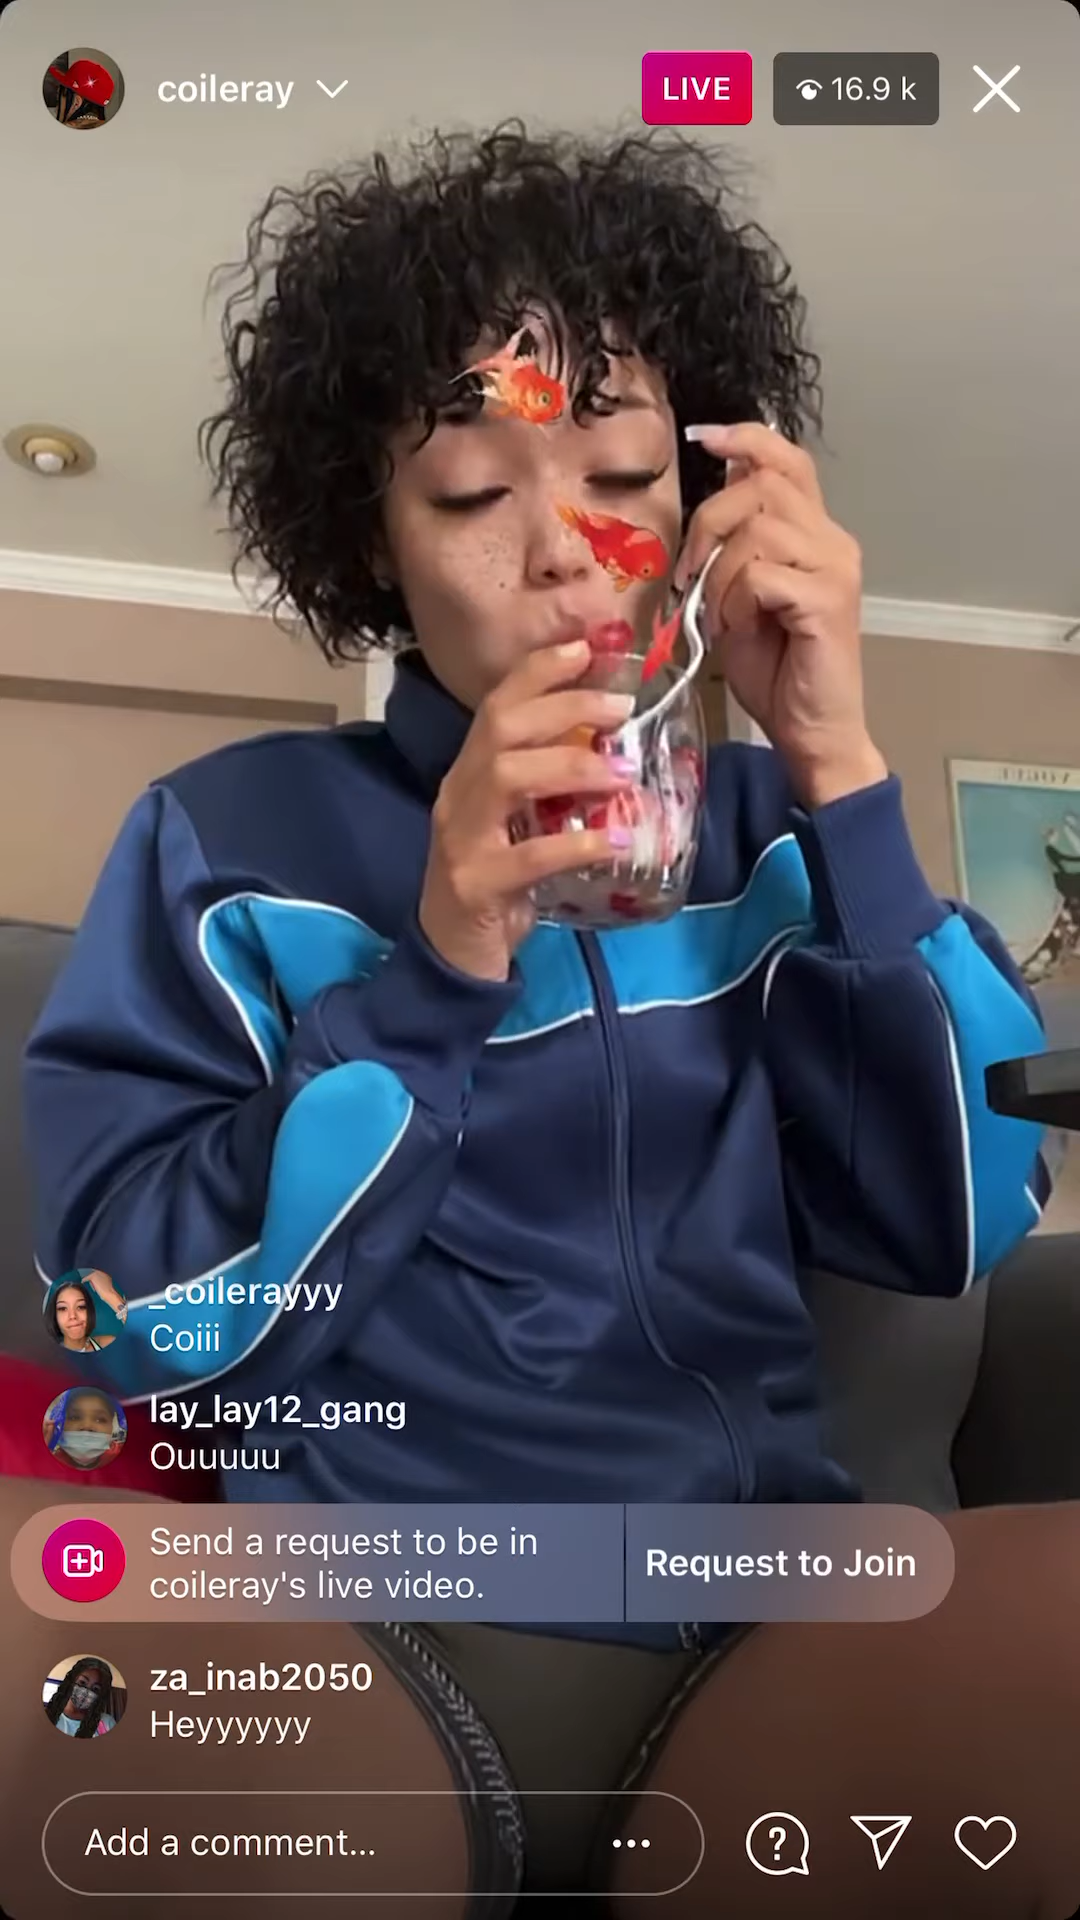 coileray
LIVE
16.9 k
_coilerayyy
Coiii
lay_lay12_gang
Ouuuuu
Send a request to be in
coileray's live video.
Request to Join
za_inab2050
Heyyyyyy
Add a comment...